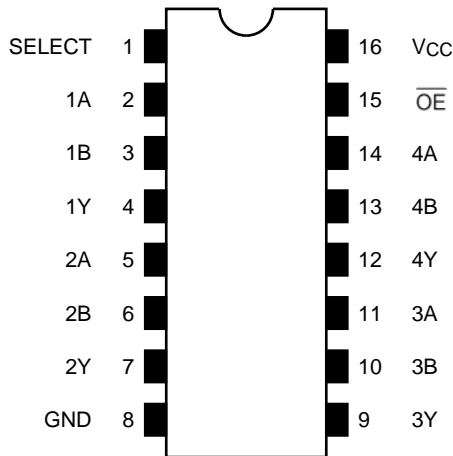 SELECT 1 16 VCC
1A 2 15 OE
1B 3 14 4A
1Y 4 13 4B
2A 5 12 4Y
2B 6 11 3A
2Y 7 10 3B
GND 8 9 3Y